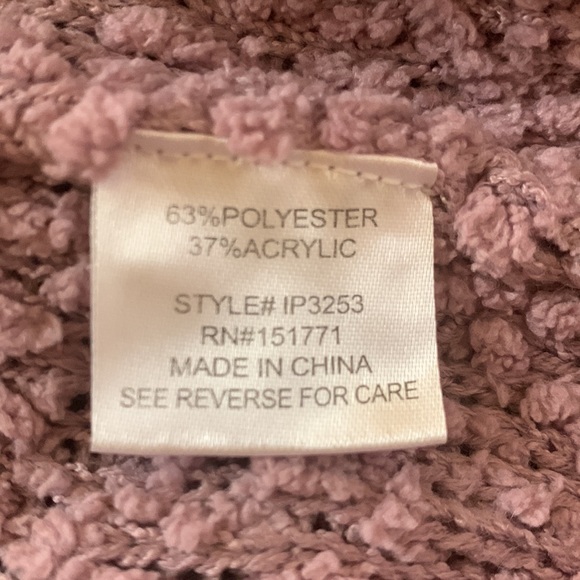 63%POLYESTER
37%ACRYLIC
STYLE# IP3253
RN#151771
MADE IN CHINA
SEE REVERSE FOR CARE